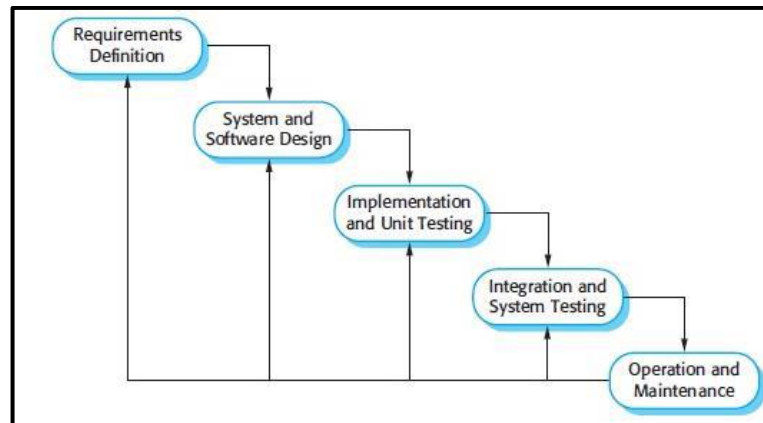 Requirements
Definition
System and
Software Design
Implementation
and Unit Testing
Integration and
System Testing
Operation and
Maintenance